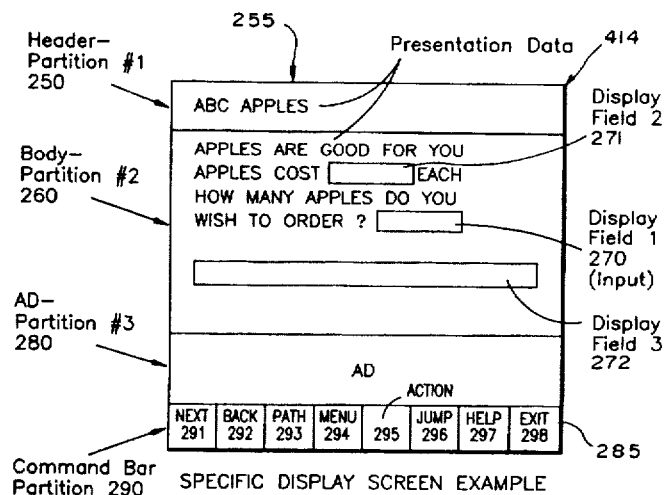 255
Header–
Partition #1
250
Presentation Data
414
ABC APPLES
Display
Field 2
271
Body–
Partition #2
260
APPLES ARE GOOD FOR YOU
APPLES COST EACH
HOW MANY APPLES DO YOU
WISH TO ORDER ?
Display
Field 1
270
(Input)
AD–
Partition #3
280
Display
Field 3
272
AD
ACTION
NEXT BACK PATH MENU JUMP HELP EXIT
291 292 293 294 295 296 297 298
285
Command Bar
Partition 290
SPECIFIC DISPLAY SCREEN EXAMPLE